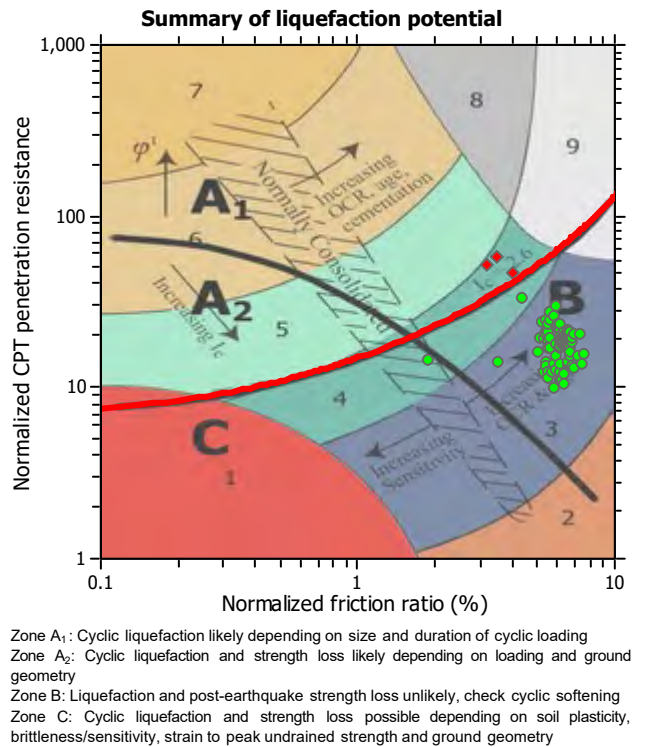 Summary of liquefaction potential
1,000
100
10
1
0.1
1
10
Normalized CPT penetration resistance
Normalized friction ratio (%)
7
8
9
φ'
A1
Increasing
OCR, age,
cementation
Normally Consolidated
6
A2
Increasing Ic
5
Ic 2.6
B
4
C
1
Increasing
Sensitivity
OCR &
3
2
Zone A1: Cyclic liquefaction likely depending on size and duration of cyclic loading
Zone A2: Cyclic liquefaction and strength loss likely depending on loading and ground
geometry
Zone B: Liquefaction and post-earthquake strength loss unlikely, check cyclic softening
Zone C: Cyclic liquefaction and strength loss possible depending on soil plasticity,
brittleness/sensitivity, strain to peak undrained strength and ground geometry